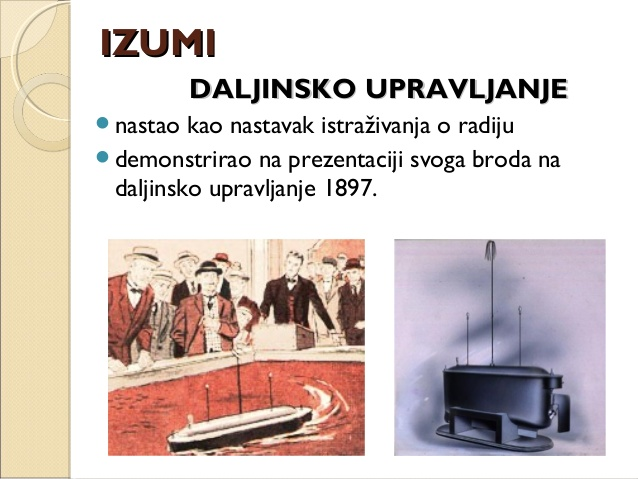 IZUMI
DALJINSKO UPRAVLJANJE
nastao kao nastavak istraživanja o radiju
demonstrirao na prezentaciji svoga broda na
daljinsko upravljanje 1897.